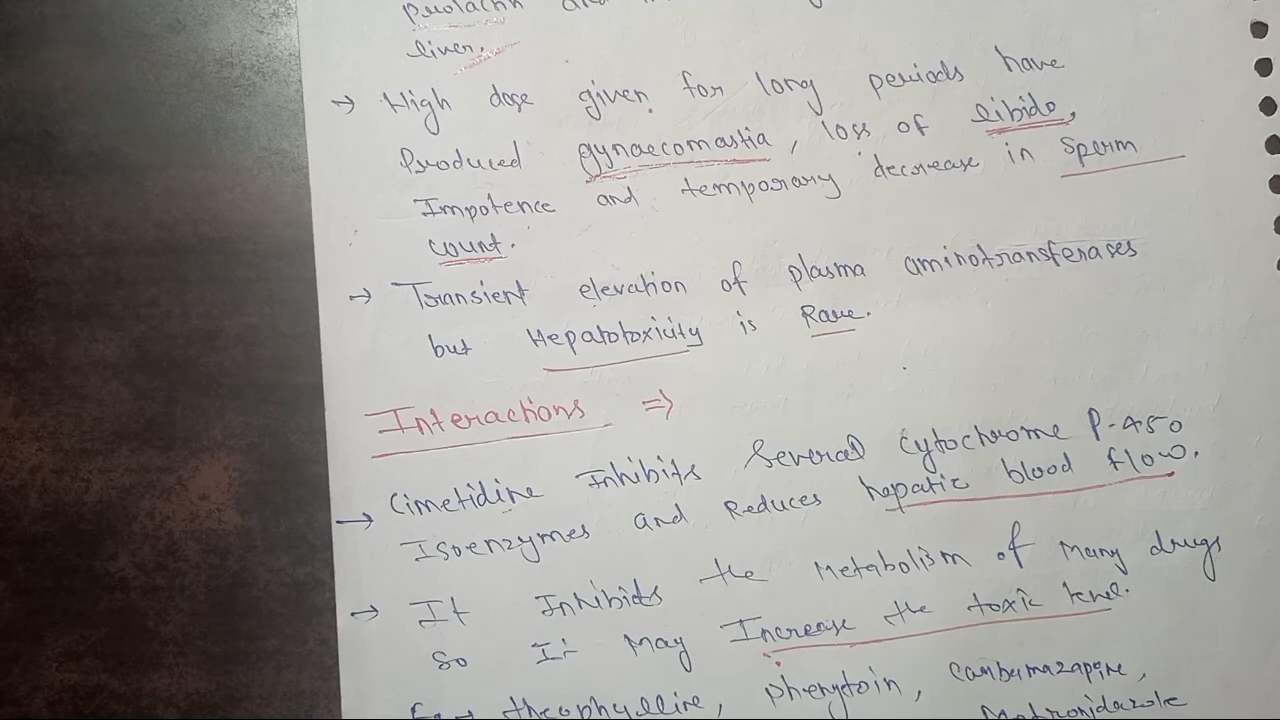 liver.
→ High dose given for long periods have
Produced gynaecomastia, loss of libido,
Impotence and temporary decrease in sperm
count.
→ Transient elevation of plasma aminotransferases
but Hepatotoxicity is Rare.
Interactions ⇒
→ Cimetidine Inhibits Several Cytochrome P-450
Isoenzymes and Reduces hepatic blood flow.
→ It Inhibits the Metabolism of Many drugs
So It May Increase the toxic level.
theophylline, Phenytoin, Carbamazapine,
Metronidazole